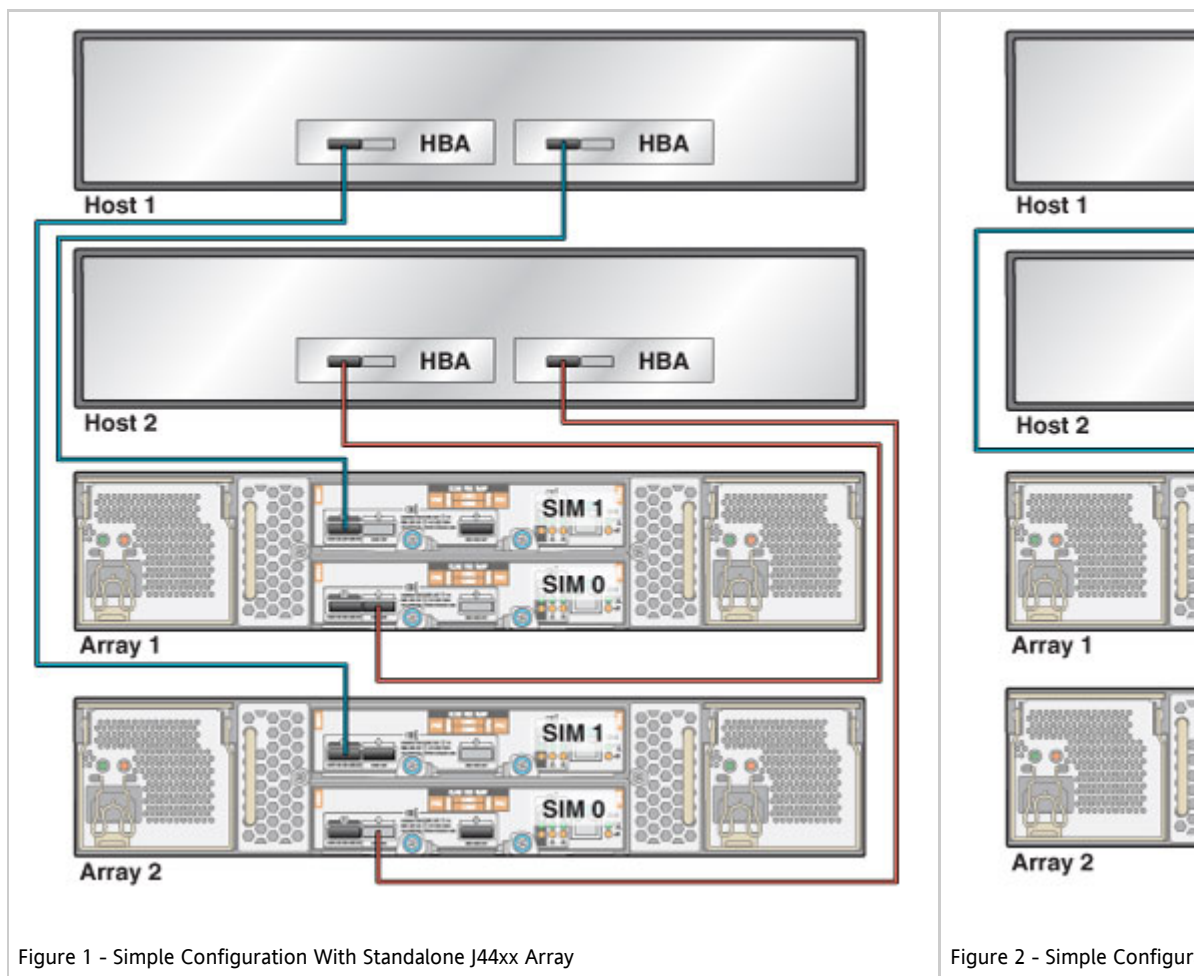 HBA HBA
Host 1
HBA HBA
Host 2
SIM 1
SIM 0
Array 1
SIM 1
SIM 0
Array 2
Figure 1 - Simple Configuration With Standalone J44xx Array
Host 1
Host 2
Array 1
Array 2
Figure 2 - Simple Configur